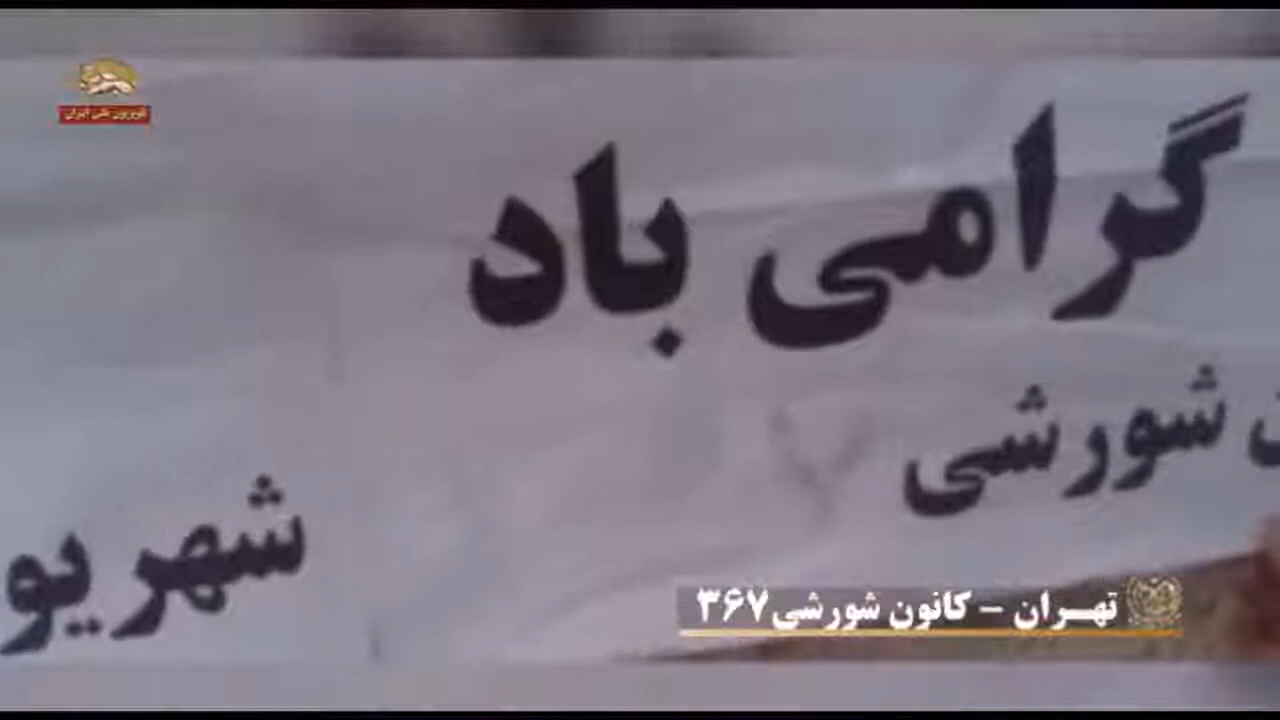 گرامی باد
شورشی
شهریو
تهران - کانون شورشی ۳۶۷